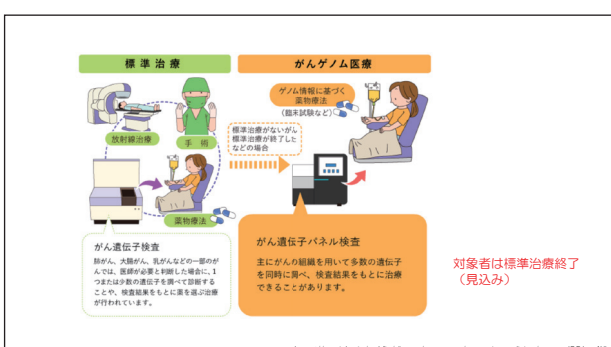 標準治療
放射線治療
手術
薬物療法
がん遺伝子検査
肺がん、大腸がん、乳がんなどの一部のが
んでは、医師が必要と判断した場合に、1
つまたは少数の遺伝子を調べて診断する
ことや、検査結果をもとに薬を選ぶ治療
が行われています。
がんゲノム医療
ゲノム情報に基づく
薬物療法
（臨床試験など）
標準治療がないがん
標準治療が終了した
などの場合
がん遺伝子パネル検査
主にがんの組織を用いて多数の遺伝子
を同時に調べ、検査結果をもとに治療
できることがあります。
対象者は標準治療終了
（見込み）